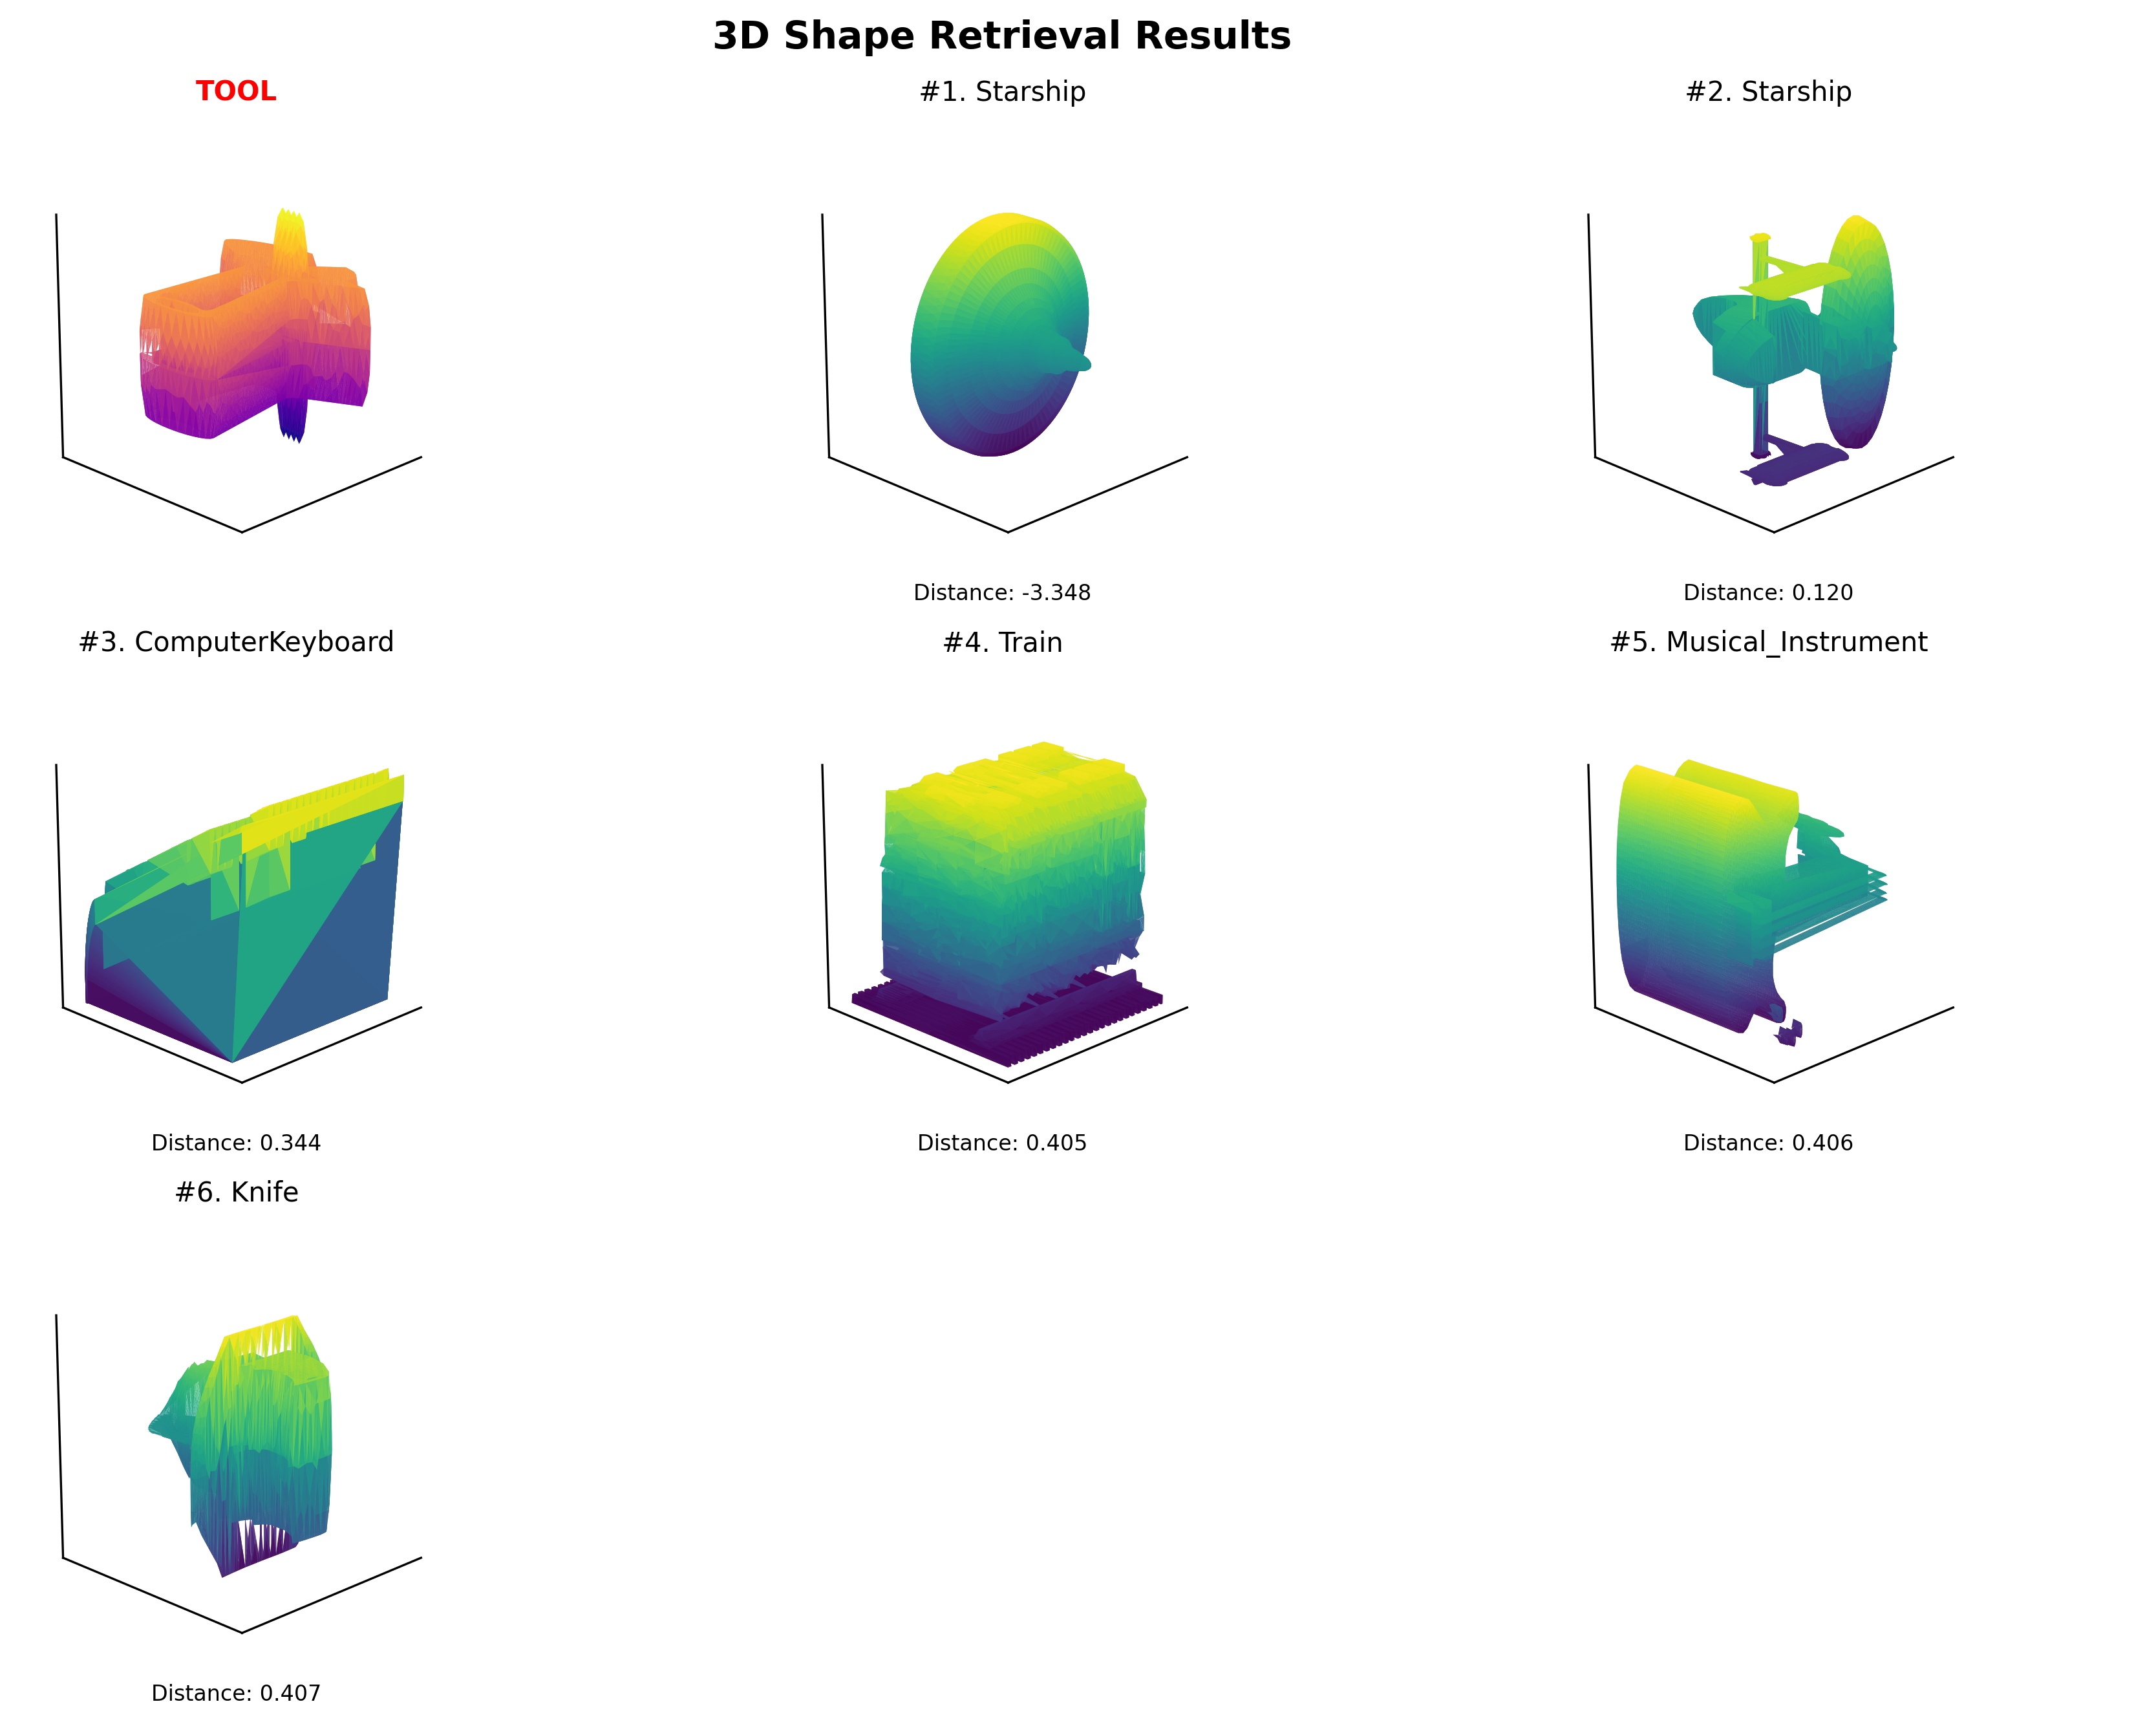 3D Shape Retrieval Results
TOOL
#1. Starship
#2. Starship
Distance: -3.348
Distance: 0.120
#3. ComputerKeyboard
#4. Train
#5. Musical_Instrument
Distance: 0.344
Distance: 0.405
Distance: 0.406
#6. Knife
Distance: 0.407